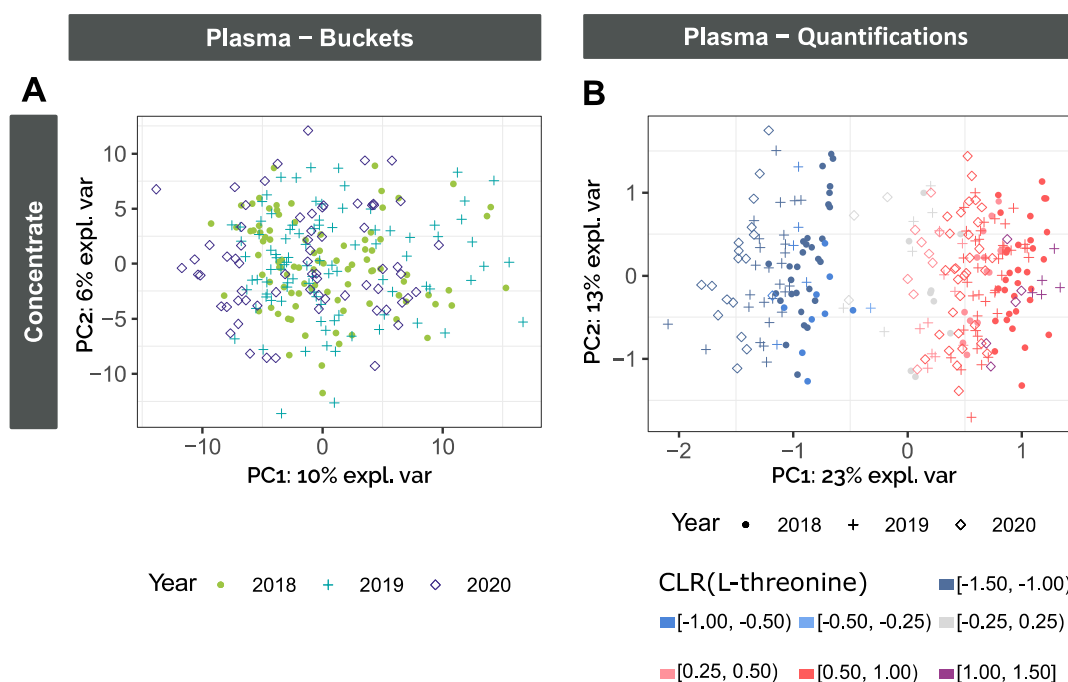 Plasma – Buckets
Plasma – Quantifications
A
B
Concentrate
PC2: 6% expl. var
10
5
0
−5
−10
−10
0
10
PC1: 10% expl. var
PC2: 13% expl. var
1
0
−1
−2
−1
0
1
PC1: 23% expl. var
Year 2018 2019 2020
Year 2018 2019 2020
CLR(L-threonine) [-1.50, -1.00)
[-1.00, -0.50) [-0.50, -0.25) [-0.25, 0.25)
[0.25, 0.50) [0.50, 1.00) [1.00, 1.50]